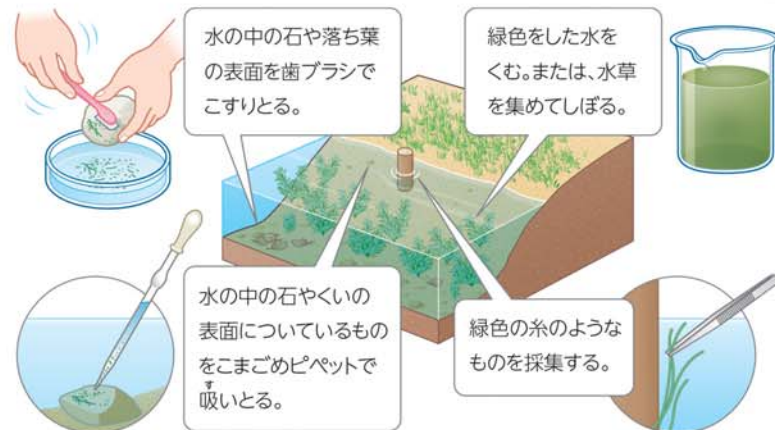 水の中の石や落ち葉
の表面を歯ブラシで
こすりとる。
緑色をした水を
くむ。または、水草
を集めてしぼる。
水の中の石やくいの
表面についているもの
をこまごめピペットで
す
吸いとる。
緑色の糸のような
ものを採集する。